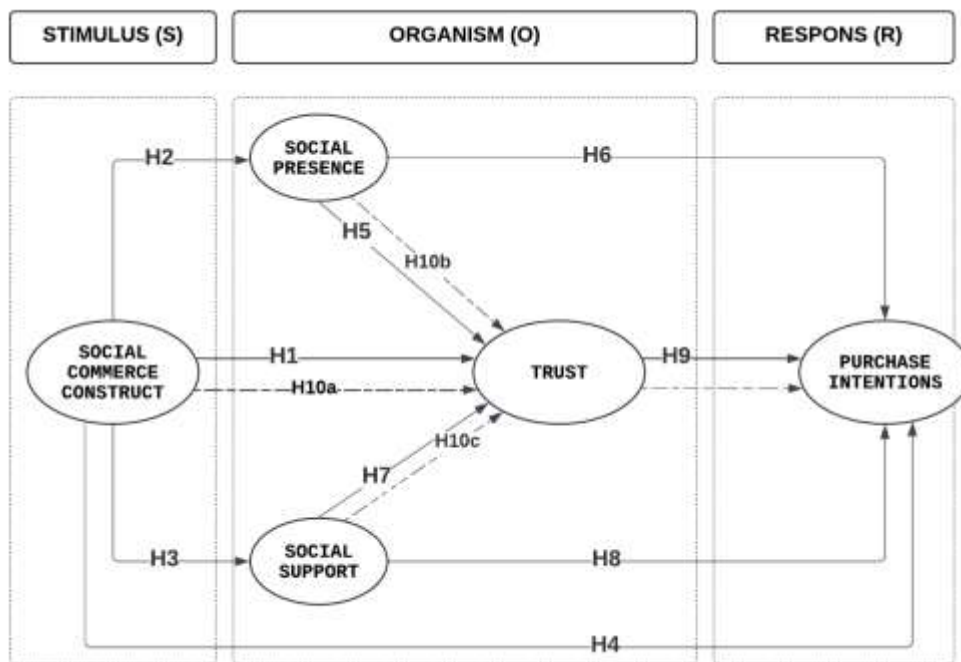 STIMULUS (S)
ORGANISM (O)
RESPONS (R)
SOCIAL
PRESENCE
H2
H6
H5
H10b
SOCIAL
COMMERCE
CONSTRUCT
H1
H10a
TRUST
H9
PURCHASE
INTENTIONS
H10c
H7
H3
SOCIAL
SUPPORT
H8
H4